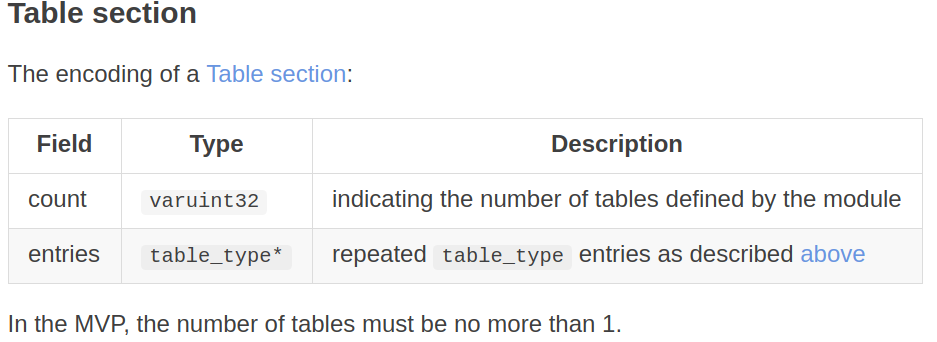 Table section
The encoding of a Table section:
Field Type Description
count varuint32 indicating the number of tables defined by the module
entries table_type* repeated table_type entries as described above
In the MVP, the number of tables must be no more than 1.